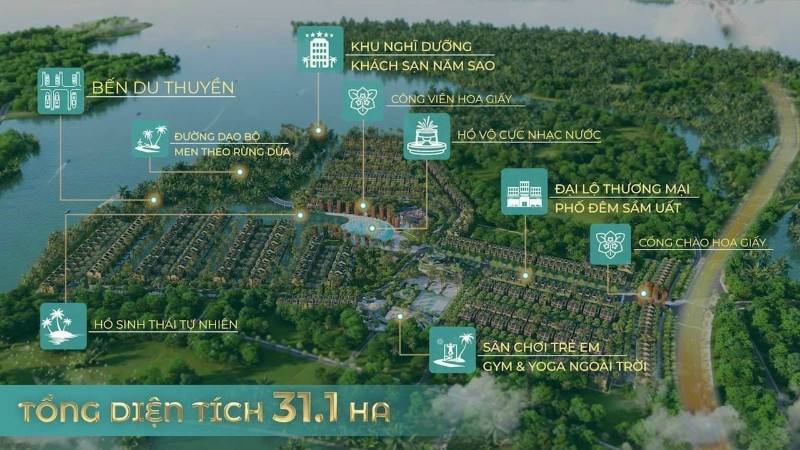 KHU NGHĨ DƯỠNG
KHÁCH SẠN NĂM SAO
BẾN DU THUYỀN
CÔNG VIÊN HOA GIẤY
ĐƯỜNG DẠO BỘ
MEN THEO RỪNG DỪA
HỒ VÔ CỰC NHẠC NƯỚC
ĐẠI LỘ THƯƠNG MẠI
PHỐ ĐÊM SẦM UẤT
CỔNG CHÀO HOA GIẤY
HỒ SINH THÁI TỰ NHIÊN
SÂN CHƠI TRẺ EM
GYM & YOGA NGOÀI TRỜI
TỔNG DIỆN TÍCH 31.1 HA